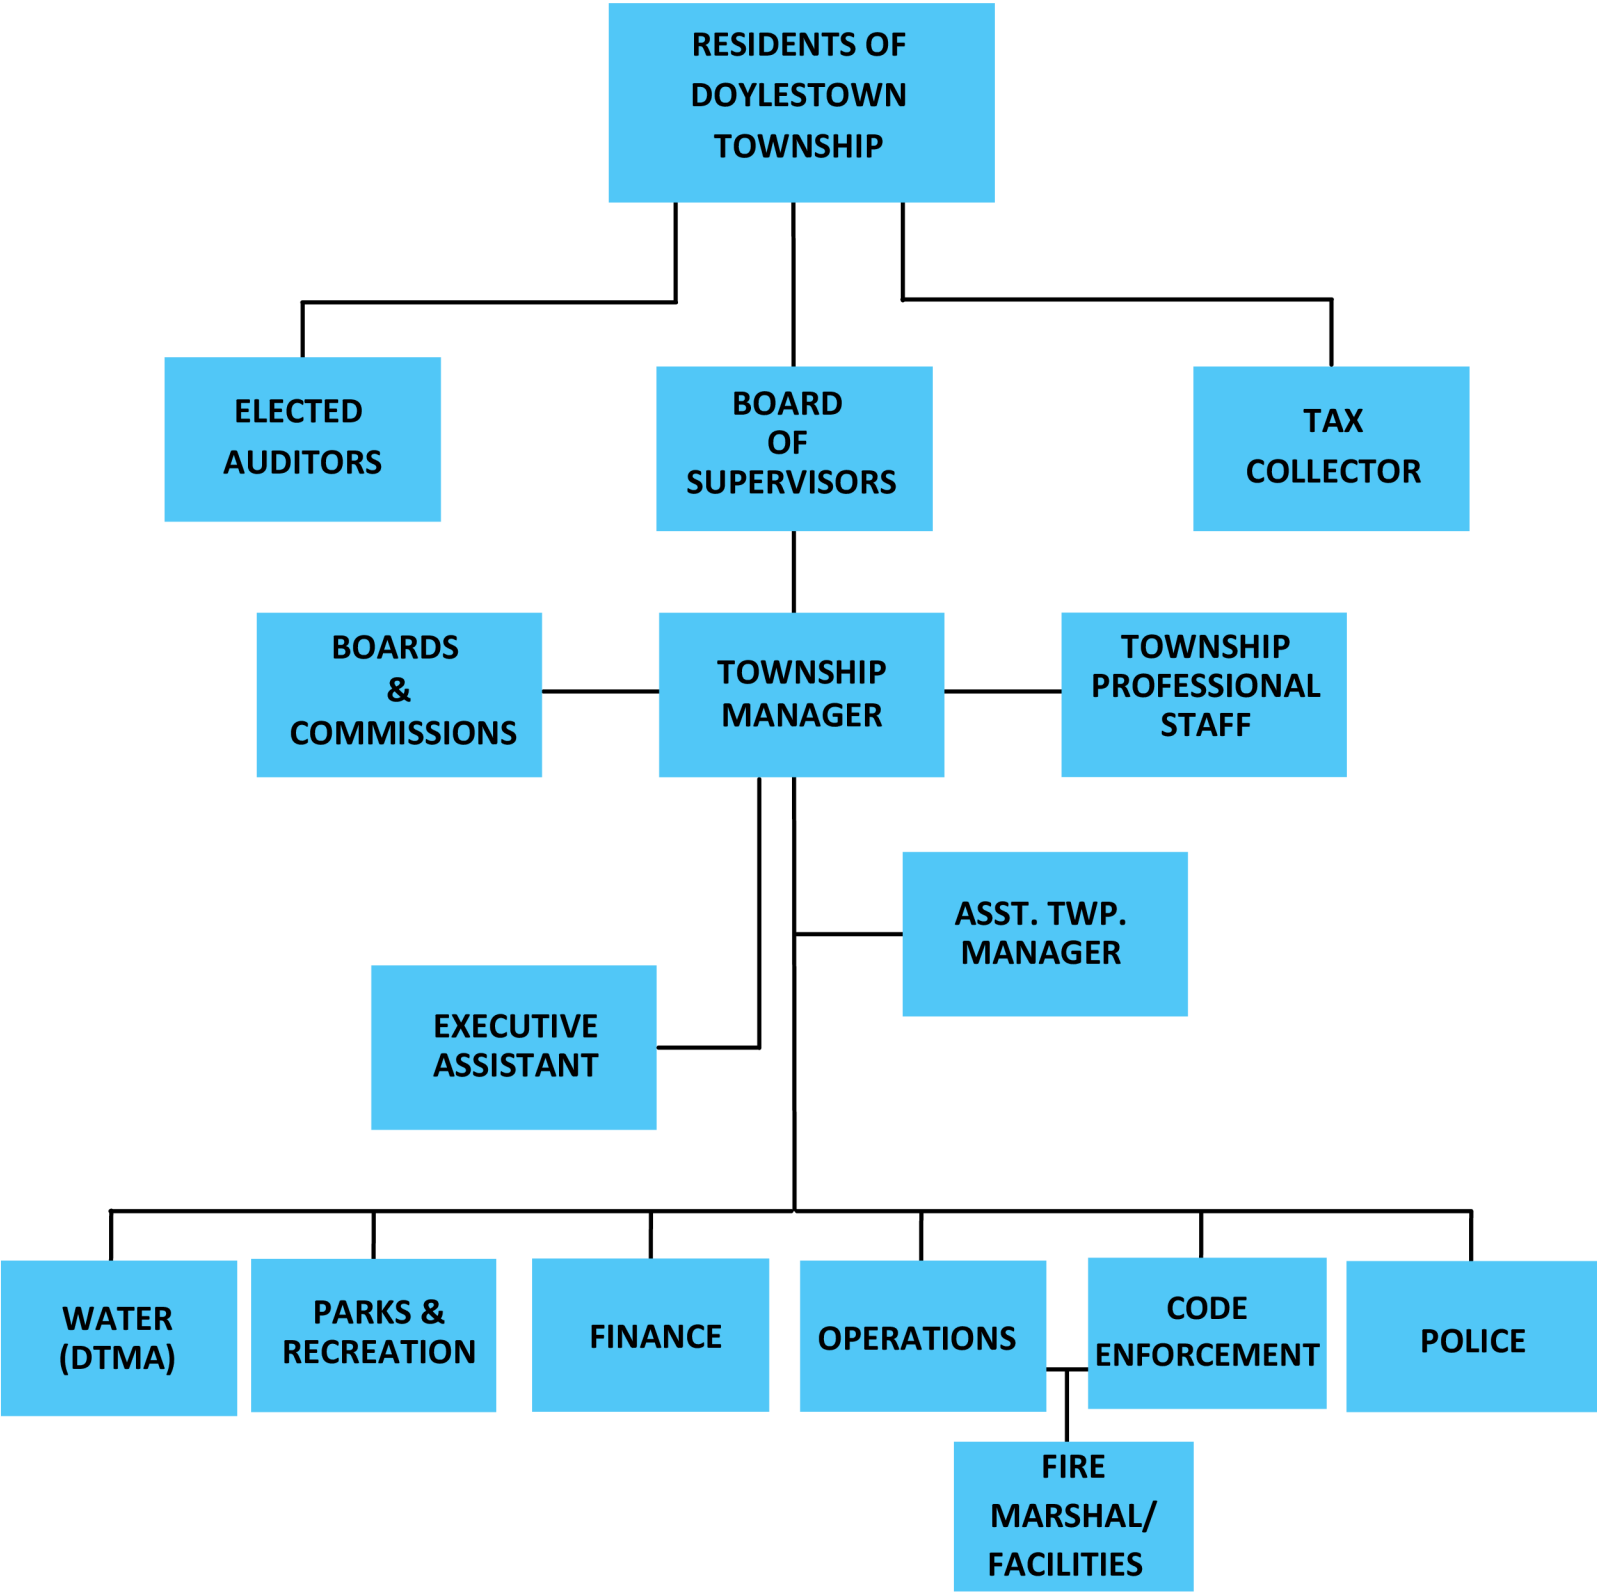 RESIDENTS OF
DOYLESTOWN
TOWNSHIP
ELECTED
AUDITORS
BOARD
OF
SUPERVISORS
TAX
COLLECTOR
BOARDS
&
COMMISSIONS
TOWNSHIP
MANAGER
TOWNSHIP
PROFESSIONAL
STAFF
ASST. TWP.
MANAGER
EXECUTIVE
ASSISTANT
WATER
(DTMA)
PARKS &
RECREATION
FINANCE
OPERATIONS
CODE
ENFORCEMENT
POLICE
FIRE
MARSHAL/
FACILITIES